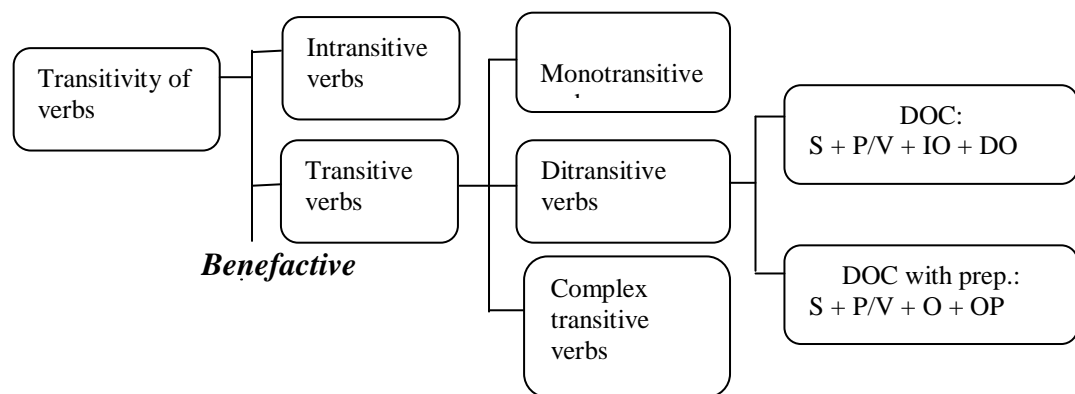 Transitivity of
verbs
Intransitive
verbs
Transitive
verbs
Benefactive
Monotransitive
Ditransitive
verbs
Complex
transitive
verbs
DOC:
S + P/V + IO + DO
DOC with prep.:
S + P/V + O + OP